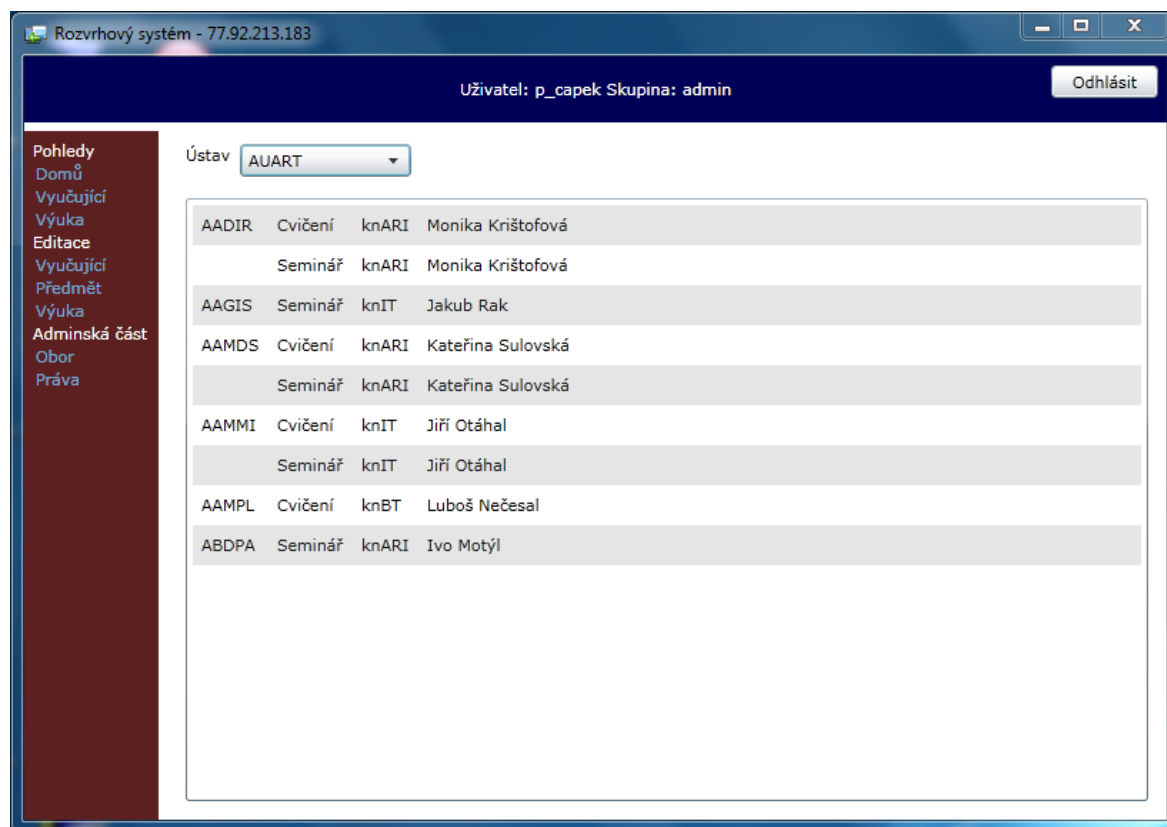 Rozvrhový systém - 77.92.213.183
Uživatel: p_capek Skupina: admin
Odhlásit
Pohledy
Domů
Vyučující
Výuka
Editace
Vyučující
Předmět
Výuka
Adminská část
Obor
Práva
Ústav AUART
AADIR Cvičení knARI Monika Krištofová
Seminář knARI Monika Krištofová
AAGIS Seminář knIT Jakub Rak
AAMDS Cvičení knARI Kateřina Sulovská
Seminář knARI Kateřina Sulovská
AAMMI Cvičení knIT Jiří Otáhal
Seminář knIT Jiří Otáhal
AAMPL Cvičení knBT Luboš Nečesal
ABDPA Seminář knARI Ivo Motýl